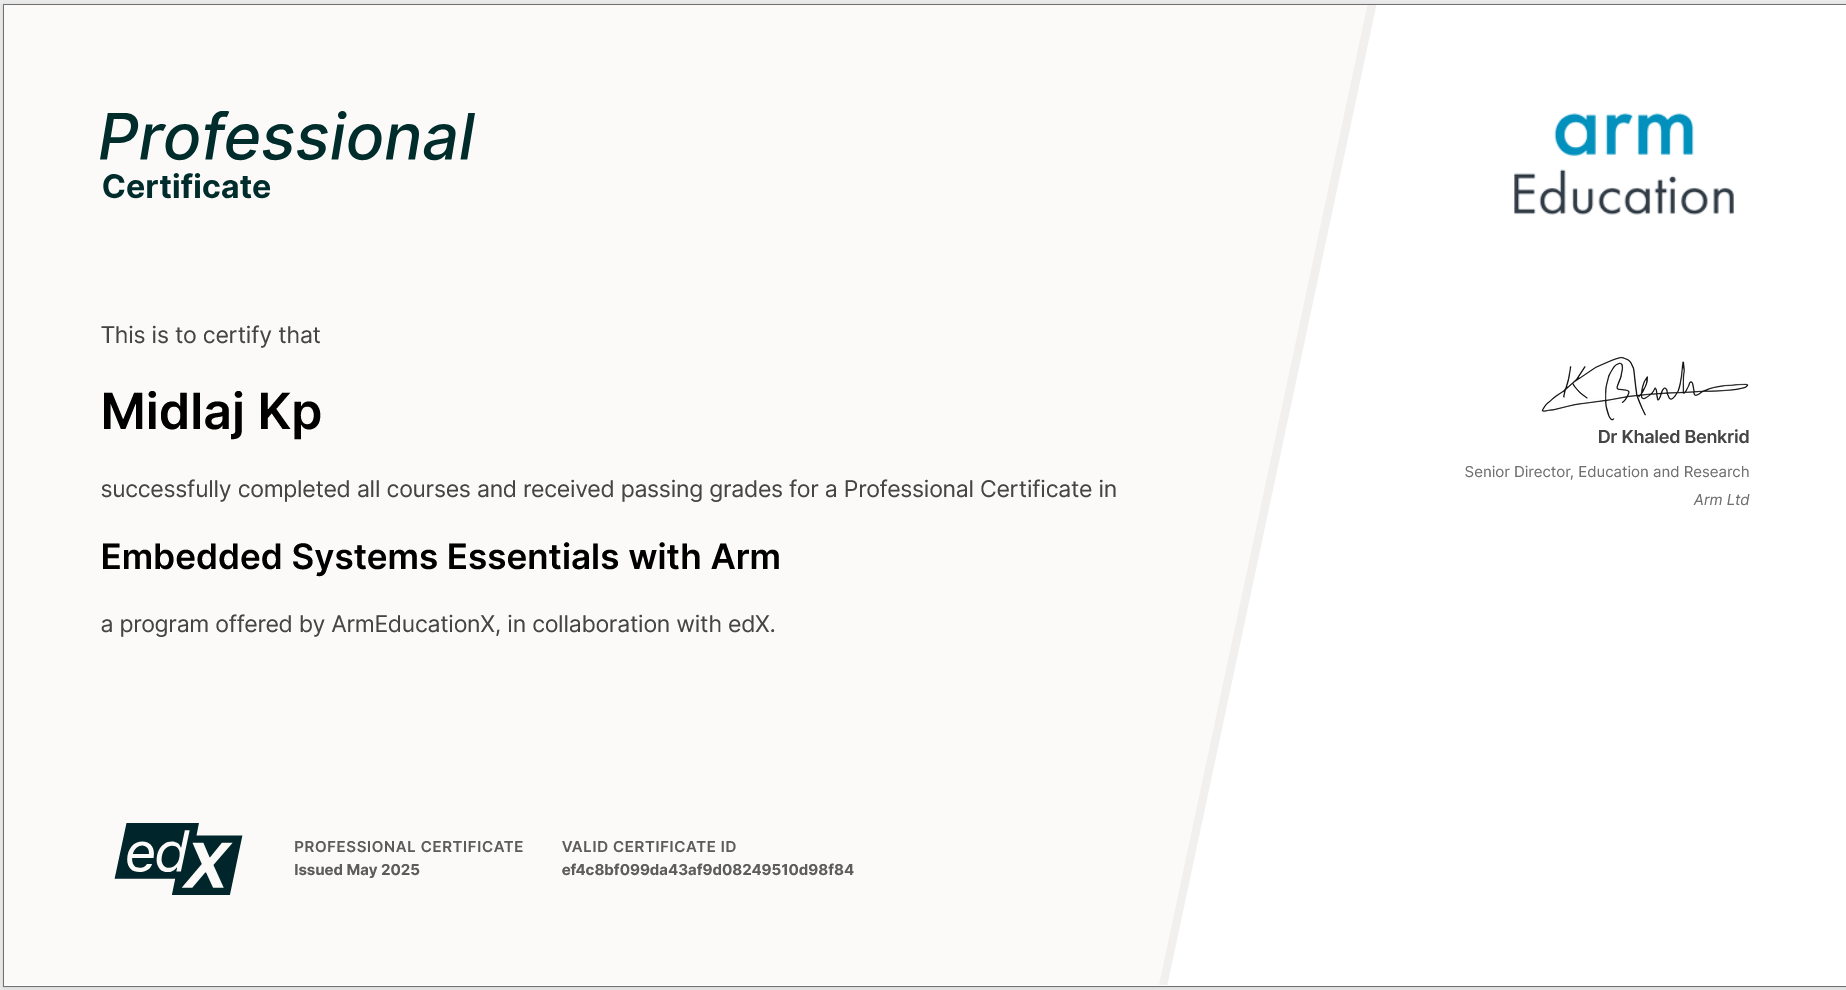 Professional
Certificate
arm
Education
This is to certify that
Midlaj Kp
successfully completed all courses and received passing grades for a Professional Certificate in
Embedded Systems Essentials with Arm
a program offered by ArmEducationX, in collaboration with edX.
K Benkrid
Dr Khaled Benkrid
Senior Director, Education and Research
Arm Ltd
edX
PROFESSIONAL CERTIFICATE
Issued May 2025
VALID CERTIFICATE ID
ef4c8bf099da43af9d08249510d98f84